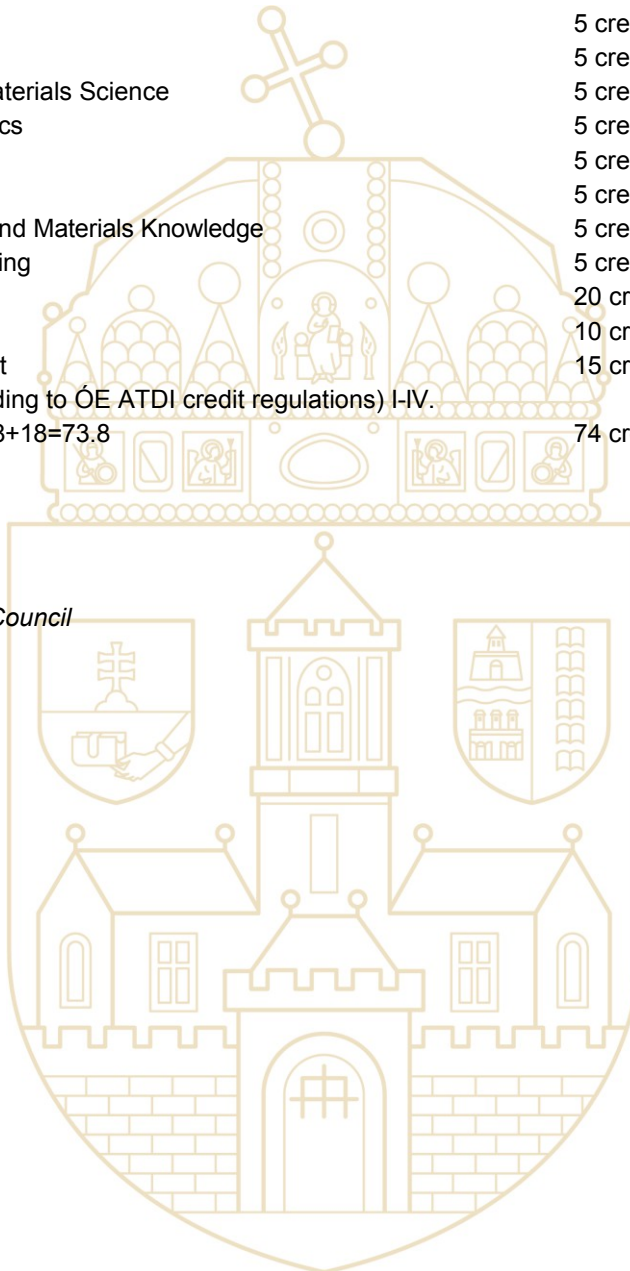 5 cre
5 cre
aterials Science 5 cre
cs 5 cre
5 cre
5 cre
nd Materials Knowledge 5 cre
ing 5 cre
20 cr
10 cr
t 15 cr
ding to ÓE ATDI credit regulations) I-IV.
3+18=73.8 74 cr
Council